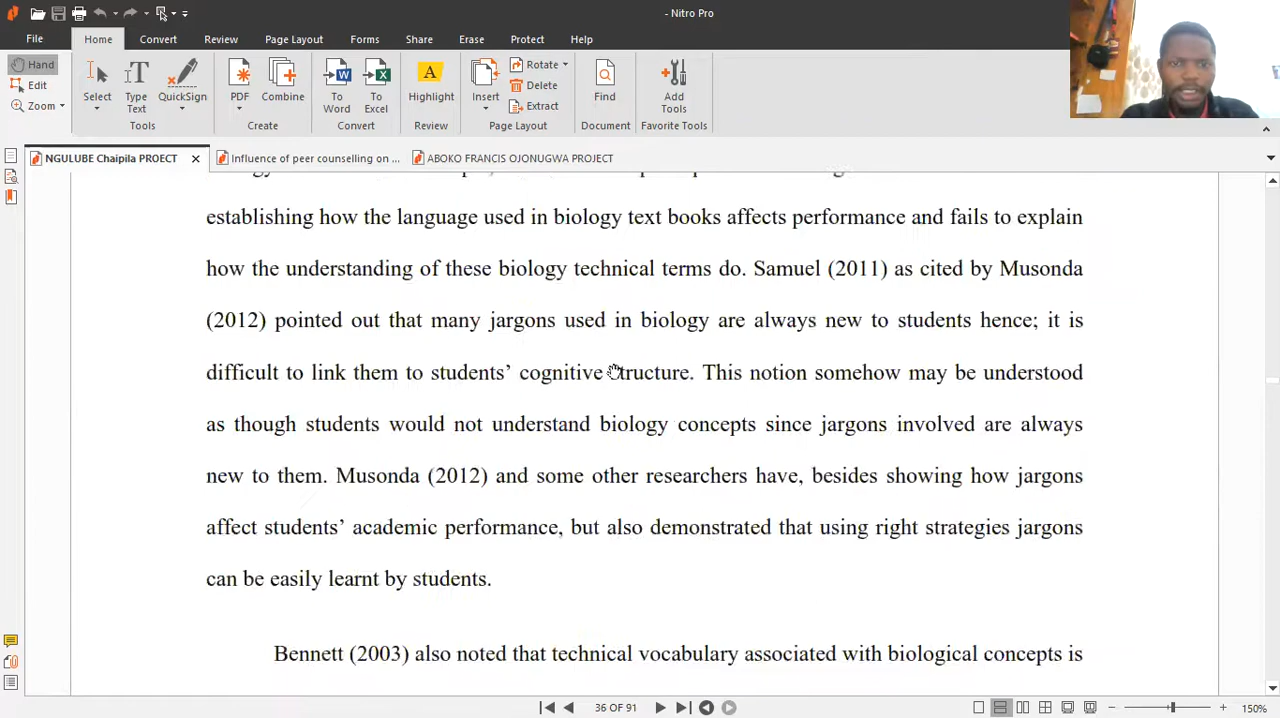 - Nitro Pro
File Home Convert Review Page Layout Forms Share Erase Protect Help
Hand
Edit
Zoom
Select
Type Text
QuickSign
Tools
PDF
Combine
Create
To Word
To Excel
Convert
Highlight
Review
Insert
Rotate
Delete
Extract
Page Layout
Find
Document
Add Tools
Favorite Tools
NGULUBE Chaipila PROECT
Influence of peer counselling on ...
ABOKO FRANCIS OJONUGWA PROJECT
establishing how the language used in biology text books affects performance and fails to explain
how the understanding of these biology technical terms do. Samuel (2011) as cited by Musonda
(2012) pointed out that many jargons used in biology are always new to students hence; it is
difficult to link them to students’ cognitive structure. This notion somehow may be understood
as though students would not understand biology concepts since jargons involved are always
new to them. Musonda (2012) and some other researchers have, besides showing how jargons
affect students’ academic performance, but also demonstrated that using right strategies jargons
can be easily learnt by students.
Bennett (2003) also noted that technical vocabulary associated with biological concepts is
36 OF 91
150%